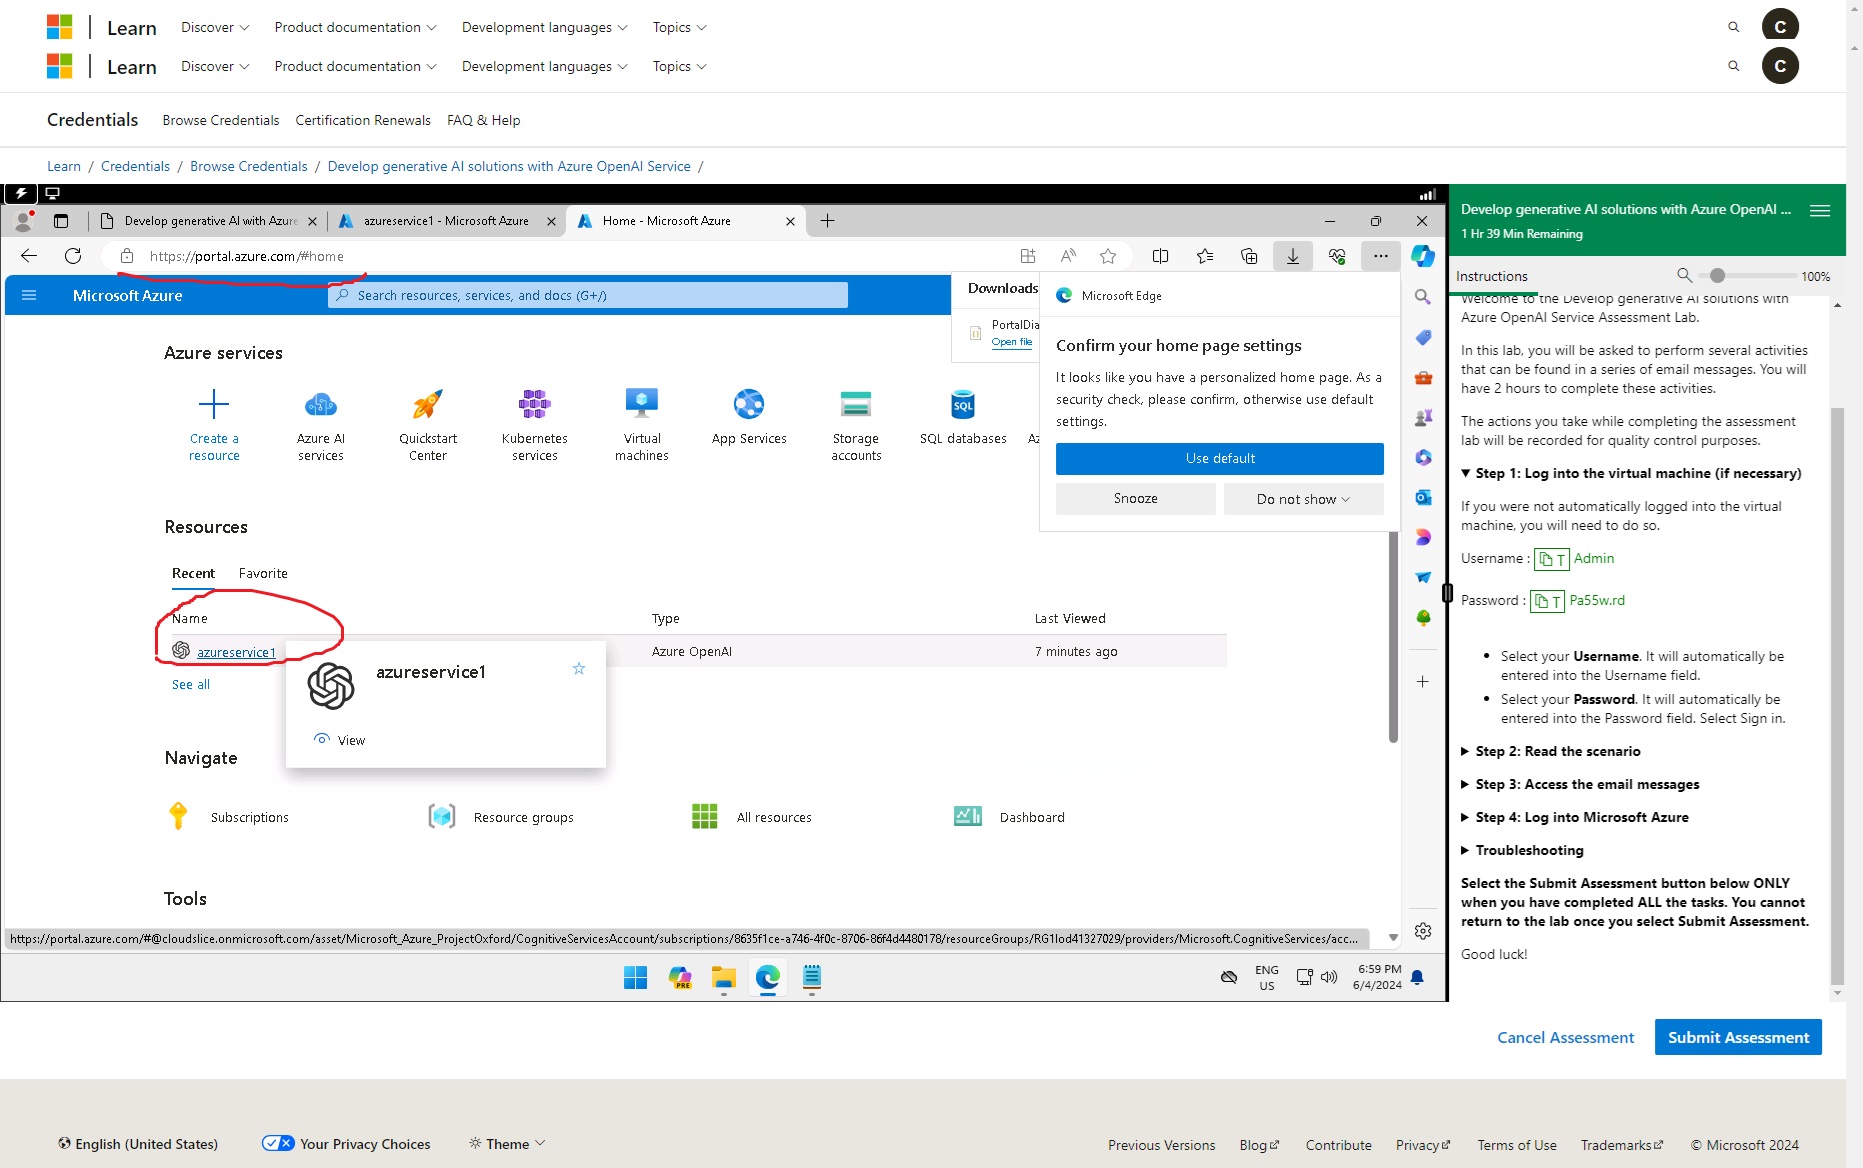 Learn Discover Product documentation Development languages Topics C
Learn Discover Product documentation Development languages Topics C
Credentials Browse Credentials Certification Renewals FAQ & Help
Learn / Credentials / Browse Credentials / Develop generative AI solutions with Azure OpenAI Service /
Develop generative AI with Azure azureservice1 - Microsoft Azure Home - Microsoft Azure
https://portal.azure.com/#home
Microsoft Azure Search resources, services, and docs (G+/)
Downloads
PortalDia
Open file
Microsoft Edge
Confirm your home page settings
It looks like you have a personalized home page. As a
security check, please confirm, otherwise use default
settings.
Use default
Snooze Do not show
Azure services
Create a
resource
Azure AI
services
Quickstart
Center
Kubernetes
services
Virtual
machines
App Services
Storage
accounts
SQL databases
SQL
Resources
Recent Favorite
Name Type Last Viewed
azureservice1 Azure OpenAI 7 minutes ago
See all
azureservice1
View
Navigate
Subscriptions Resource groups All resources Dashboard
Tools
https://portal.azure.com/#@cloudslice.onmicrosoft.com/asset/Microsoft_Azure_ProjectOxford/CognitiveServicesAccount/subscriptions/8635f1ce-a746-4f0c-8706-86f4d4480178/resourceGroups/RG1lod41327029/providers/Microsoft.CognitiveServices/acc...
PRE
ENG
US
6:59 PM
6/4/2024
Develop generative AI solutions with Azure OpenAI ...
1 Hr 39 Min Remaining
Instructions 100%
Welcome to the Develop generative AI solutions with
Azure OpenAI Service Assessment Lab.
In this lab, you will be asked to perform several activities
that can be found in a series of email messages. You will
have 2 hours to complete these activities.
The actions you take while completing the assessment
lab will be recorded for quality control purposes.
▼ Step 1: Log into the virtual machine (if necessary)
If you were not automatically logged into the virtual
machine, you will need to do so.
Username : T Admin
Password : T Pa55w.rd
• Select your Username. It will automatically be
entered into the Username field.
• Select your Password. It will automatically be
entered into the Password field. Select Sign in.
▶ Step 2: Read the scenario
▶ Step 3: Access the email messages
▶ Step 4: Log into Microsoft Azure
▶ Troubleshooting
Select the Submit Assessment button below ONLY
when you have completed ALL the tasks. You cannot
return to the lab once you select Submit Assessment.
Good luck!
Cancel Assessment Submit Assessment
English (United States) Your Privacy Choices Theme
Previous Versions Blog Contribute Privacy Terms of Use Trademarks © Microsoft 2024